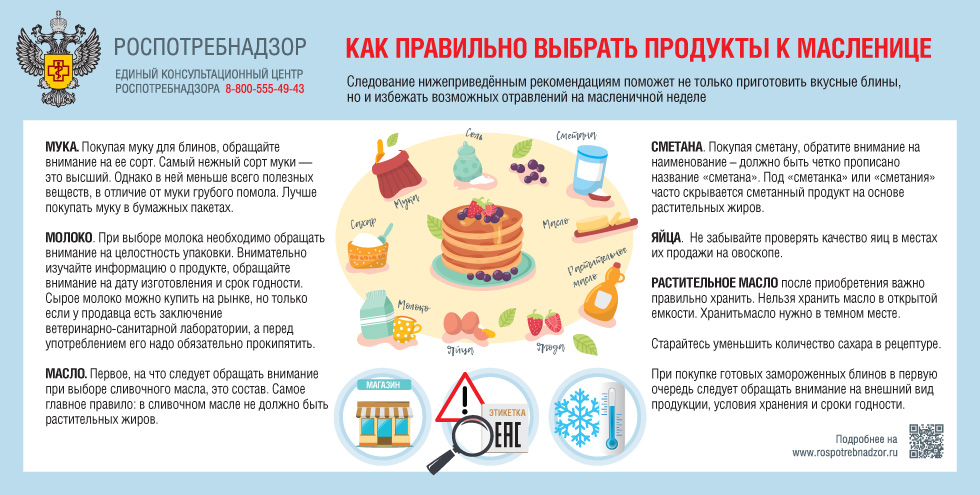 РОСПОТРЕБНАДЗОР
ЕДИНЫЙ КОНСУЛЬТАЦИОННЫЙ ЦЕНТР
РОСПОТРЕБНАДЗОРА 8-800-555-49-43
КАК ПРАВИЛЬНО ВЫБРАТЬ ПРОДУКТЫ К МАСЛЕНИЦЕ
Следование нижеприведённым рекомендациям поможет не только приготовить вкусные блины,
но и избежать возможных отравлений на масленичной неделе
МУКА. Покупая муку для блинов, обращайте
внимание на ее сорт. Самый нежный сорт муки —
это высший. Однако в ней меньше всего полезных
веществ, в отличие от муки грубого помола. Лучше
покупать муку в бумажных пакетах.
МОЛОКО. При выборе молока необходимо обращать
внимание на целостность упаковки. Внимательно
изучайте информацию о продукте, обращайте
внимание на дату изготовления и срок годности.
Сырое молоко можно купить на рынке, но только
если у продавца есть заключение
ветеринарно-санитарной лаборатории, а перед
употреблением его надо обязательно прокипятить.
МАСЛО. Первое, на что следует обращать внимание
при выборе сливочного масла, это состав. Самое
главное правило: в сливочном масле не должно быть
растительных жиров.
Соль
Сметана
Мука
Сахар
Масло
Растительное
масло
Молоко
Яйца
Ягода
МАГАЗИН
ЭТИКЕТКА
EAC
СМЕТАНА. Покупая сметану, обратите внимание на
наименование – должно быть четко прописано
название «сметана». Под «сметанка» или «сметания»
часто скрывается сметанный продукт на основе
растительных жиров.
ЯЙЦА. Не забывайте проверять качество яиц в местах
их продажи на овоскопе.
РАСТИТЕЛЬНОЕ МАСЛО после приобретения важно
правильно хранить. Нельзя хранить масло в открытой
емкости. Хранитьмасло нужно в темном месте.
Старайтесь уменьшить количество сахара в рецептуре.
При покупке готовых замороженных блинов в первую
очередь следует обращать внимание на внешний вид
продукции, условия хранения и сроки годности.
Подробнее на
www.rospotrebnadzor.ru